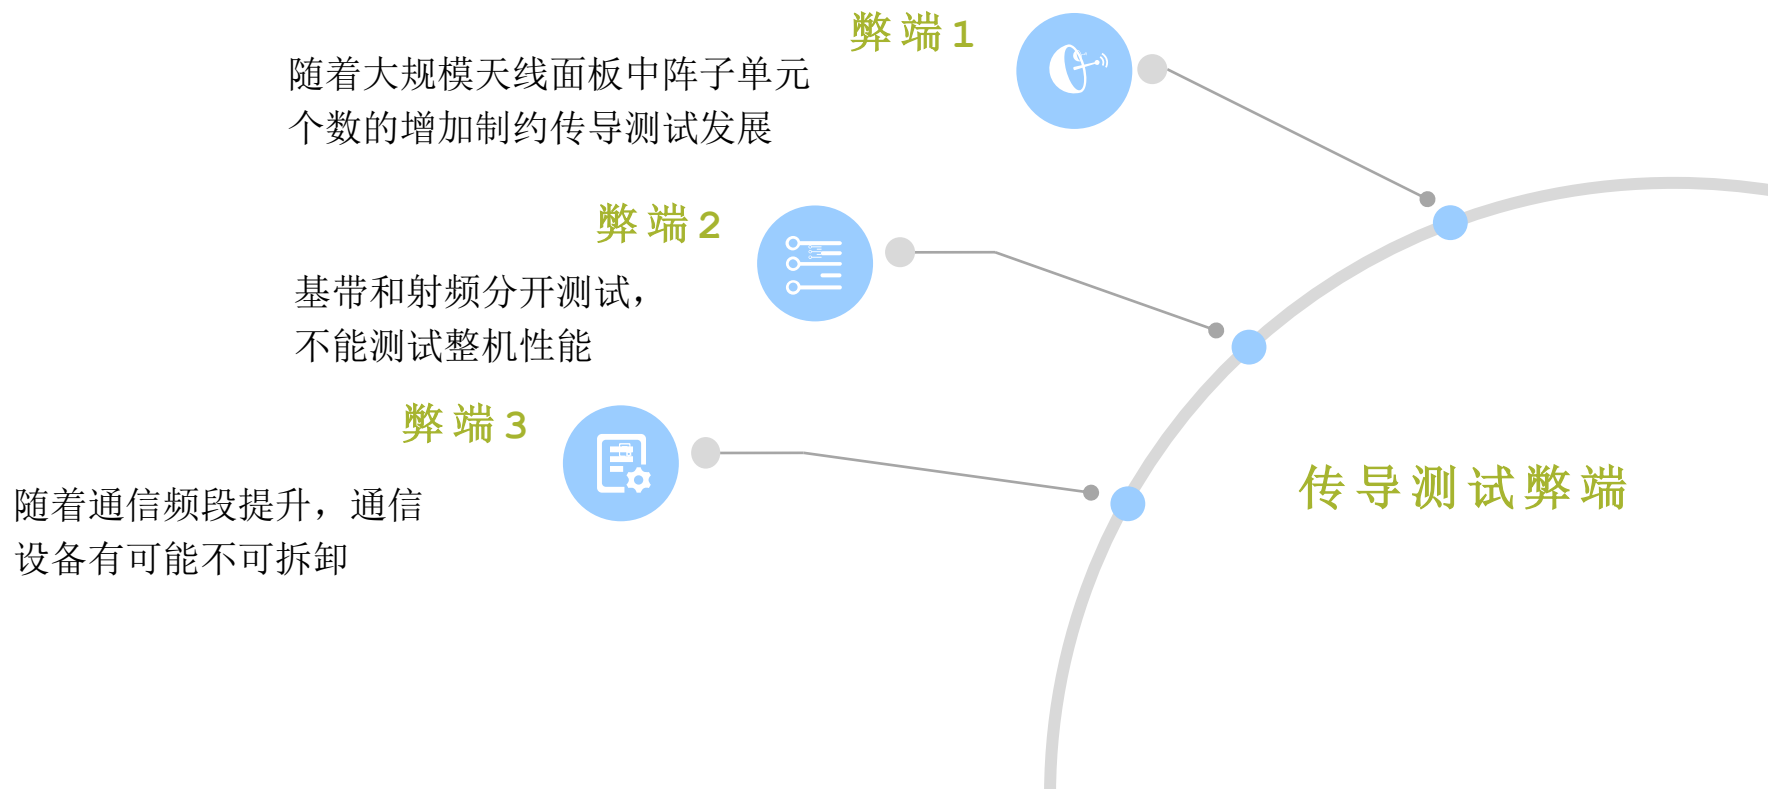 弊端1
随着大规模天线面板中阵子单元
个数的增加制约传导测试发展
弊端2
基带和射频分开测试，
不能测试整机性能
弊端3
随着通信频段提升，通信
设备有可能不可拆卸
传导测试弊端